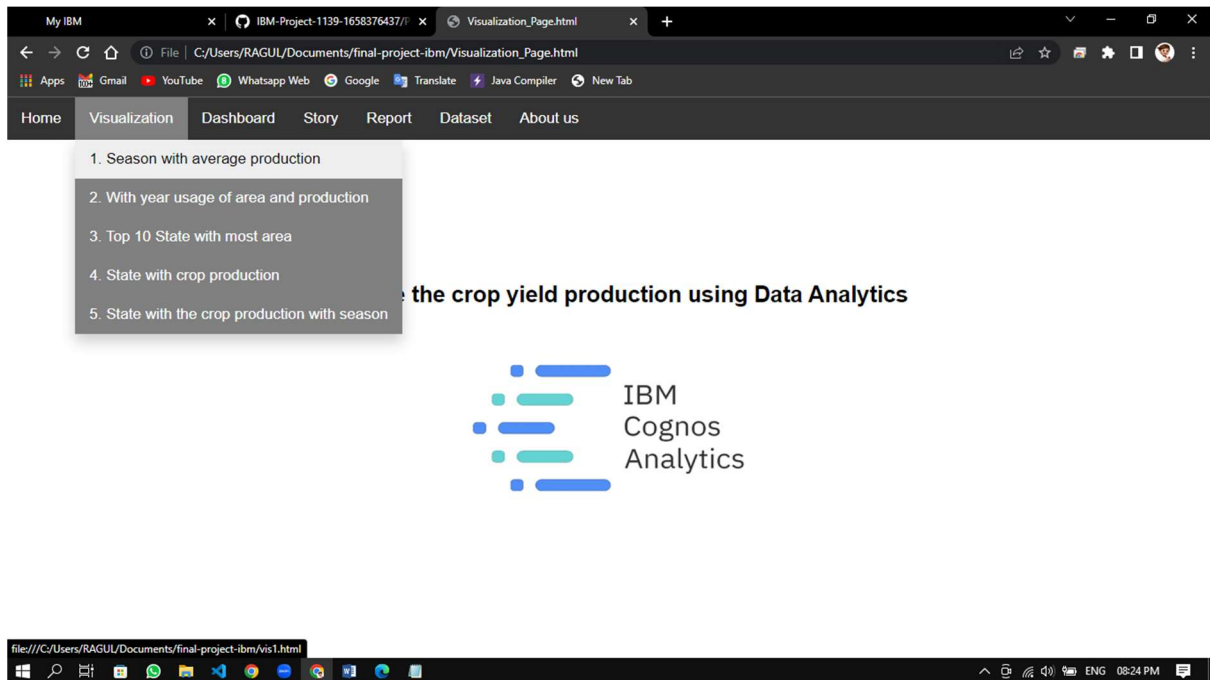 My IBM
IBM-Project-1139-1658376437/P
Visualization_Page.html
File
C:/Users/RAGUL/Documents/final-project-ibm/Visualization_Page.html
Apps
Gmail
YouTube
Whatsapp Web
Google
Translate
Java Compiler
New Tab
Home Visualization Dashboard Story Report Dataset About us
1. Season with average production
2. With year usage of area and production
3. Top 10 State with most area
4. State with crop production
the crop yield production using Data Analytics
5. State with the crop production with season
IBM
Cognos
Analytics
file:///C:/Users/RAGUL/Documents/final-project-ibm/vis1.html
ENG 08:24 PM